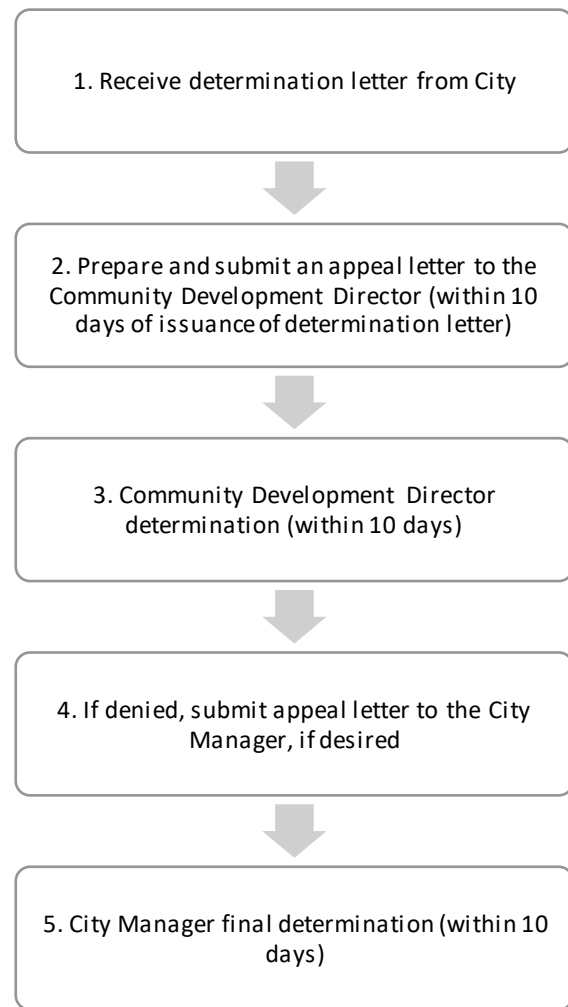 1. Receive determination letter from City
2. Prepare and submit an appeal letter to the
Community Development Director (within 10
days of issuance of determination letter)
3. Community Development Director
determination (within 10 days)
4. If denied, submit appeal letter to the City
Manager, if desired
5. City Manager final determination (within 10
days)